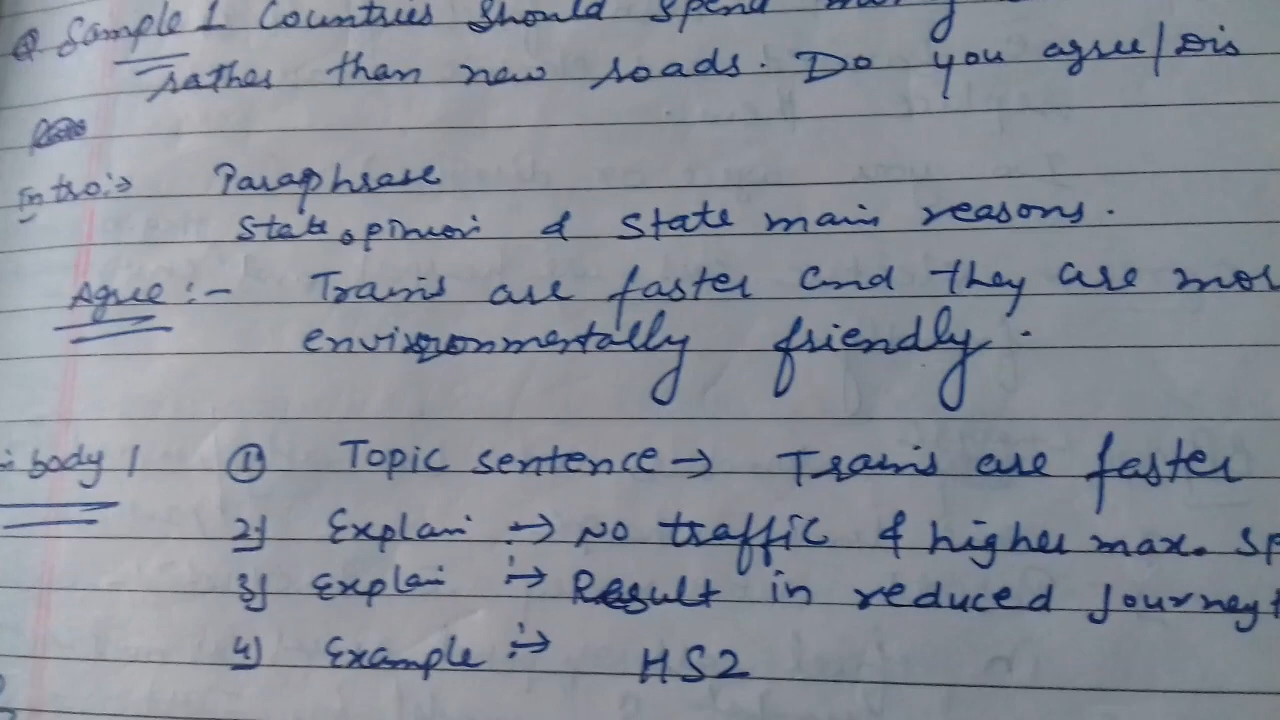 Q Sample 1 Countries should spend
rather than new roads. Do you agree/Dis
Intro:→ Paraphrase
State opinion & state main reasons.
Agree :- Trains are faster and they are mor
environmentally friendly.
body 1 ① Topic sentence → Trains are faster
2) Explain :→ No traffic & higher max. sp
3) Explain :→ Result in reduced Journey t
4) Example :→ HS2